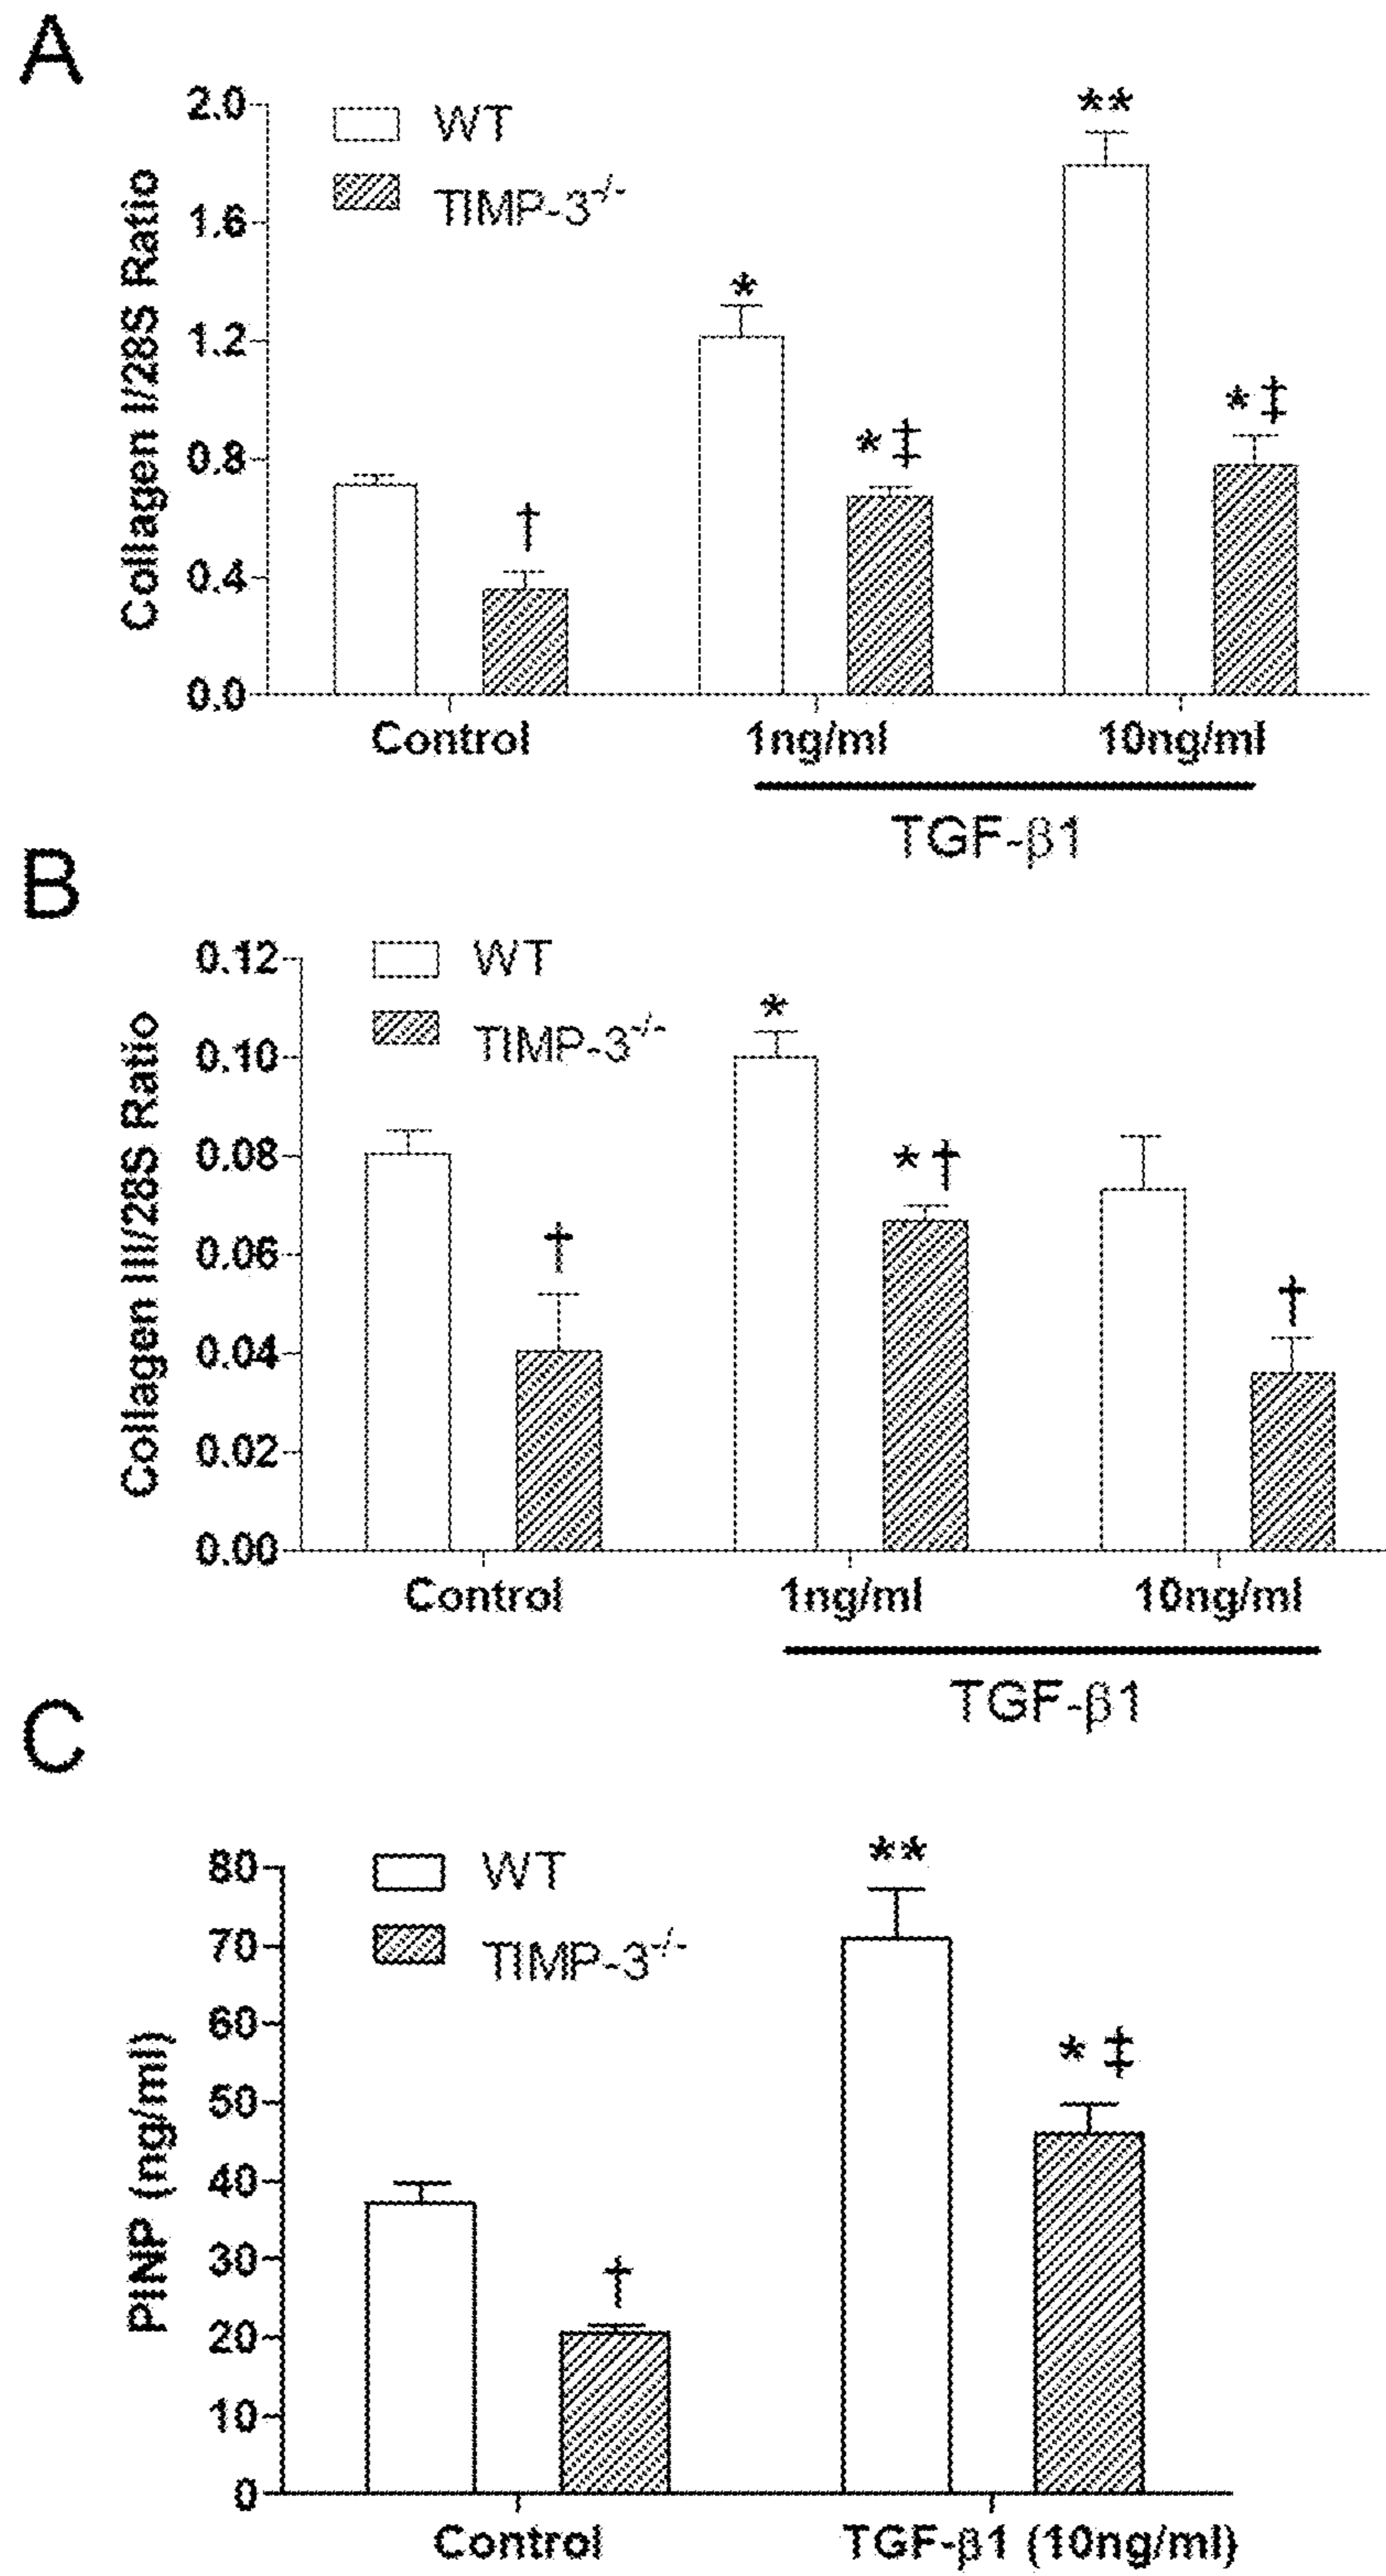 A
2.0
1.6
1.2
0.8
0.4
0.0
Collagen I/28S Ratio
WT
TIMP-3-/-
†
*
*‡
**
*‡
Control
1ng/ml
10ng/ml
TGF-β1
B
0.12
0.10
0.08
0.06
0.04
0.02
0.00
Collagen III/28S Ratio
WT
TIMP-3-/-
†
*
*†
†
Control
1ng/ml
10ng/ml
TGF-β1
C
80
70
60
50
40
30
20
10
0
PINP (ng/ml)
WT
TIMP-3-/-
†
**
*‡
Control
TGF-β1 (10ng/ml)